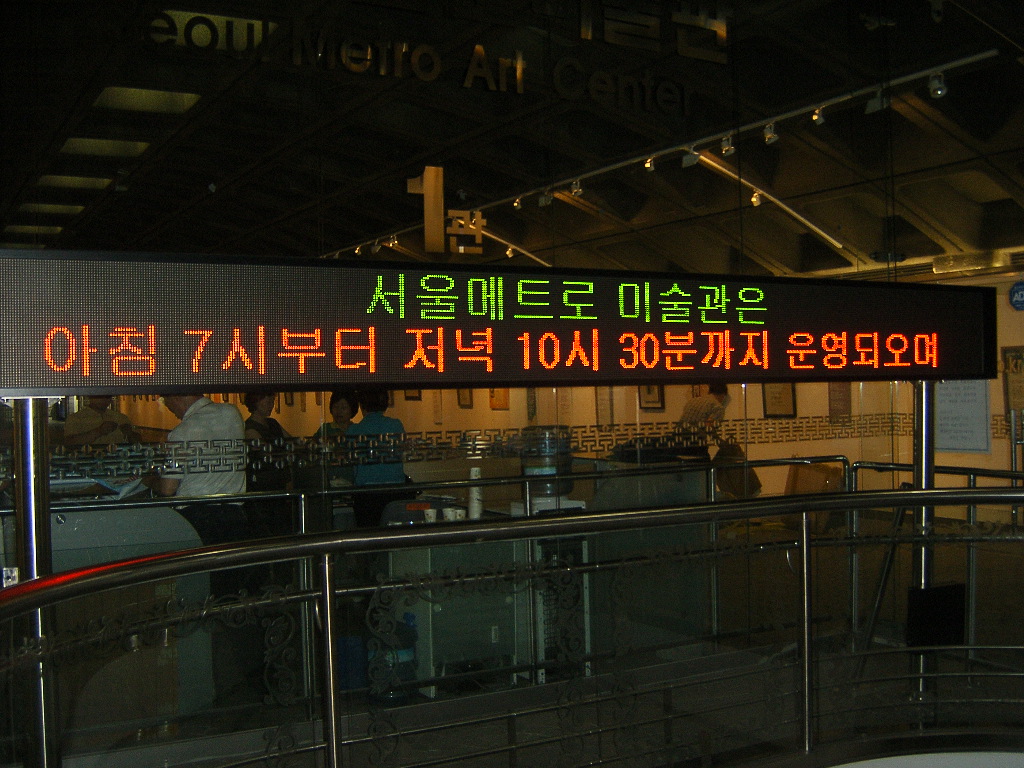 Seoul Metro Art Center
1관
서울메트로 미술관은
아침 7시부터 저녁 10시 30분까지 운영되오며